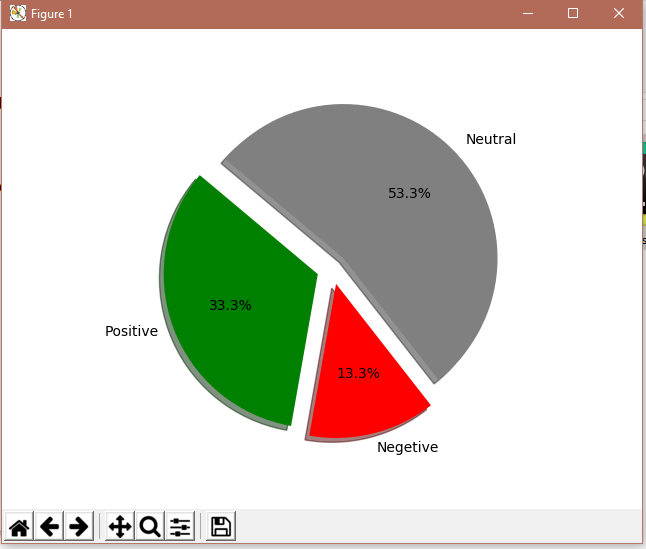 Figure 1
Neutral
53.3%
33.3%
Positive
13.3%
Negetive